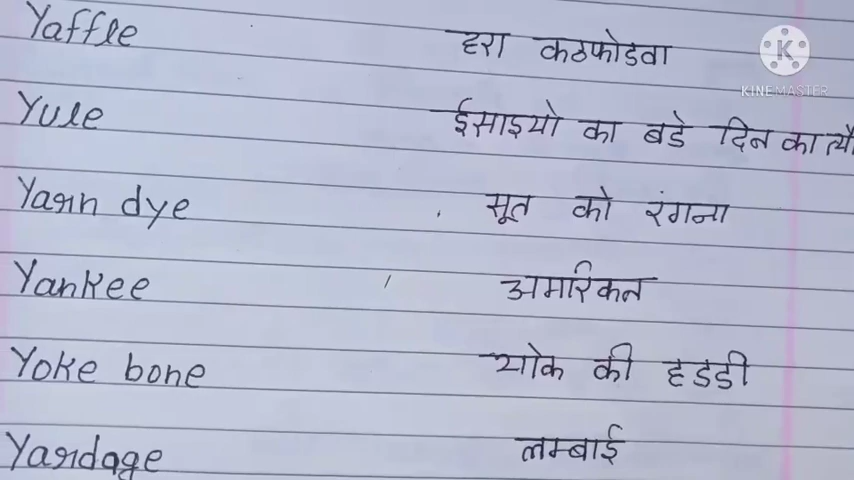 Yaffle हरा कठफोडवा
K
KINEMASTER
Yule ईसाइयो का बडे दिन का त्यौ
Yarn dye सूत को रंगना
Yankee अमरिकन
Yoke bone योक की हडडी
Yardage लम्बाई